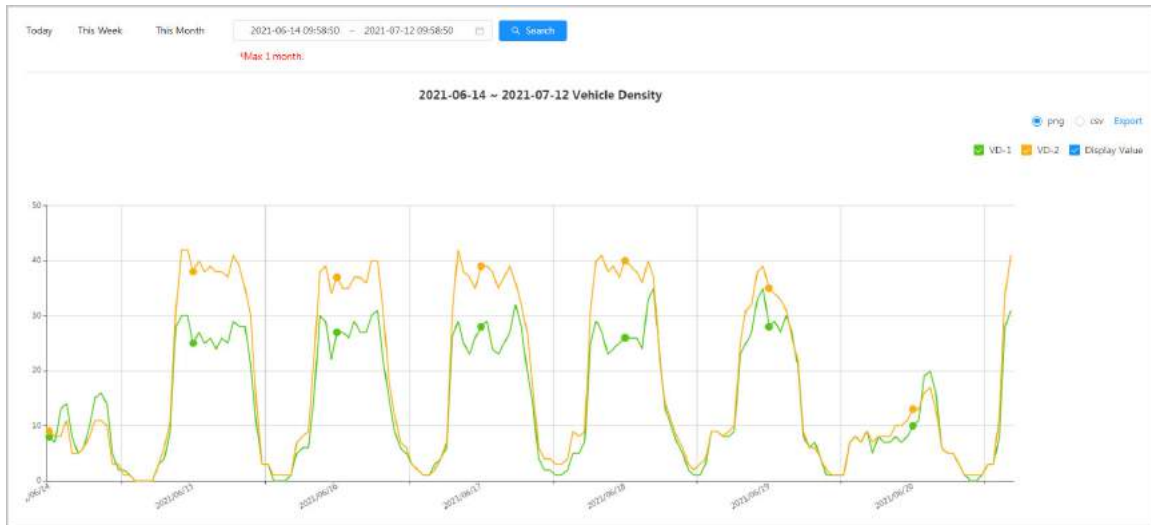 Today This Week This Month 2021-06-14 09:58:50 ~ 2021-07-12 09:58:50 Search
*Max 1 month.
2021-06-14 ~ 2021-07-12 Vehicle Density
png csv Export
VD-1 VD-2 Display Value
50
40
30
20
10
0
/06/14 2021/06/15 2021/06/16 2021/06/17 2021/06/18 2021/06/19 2021/06/20